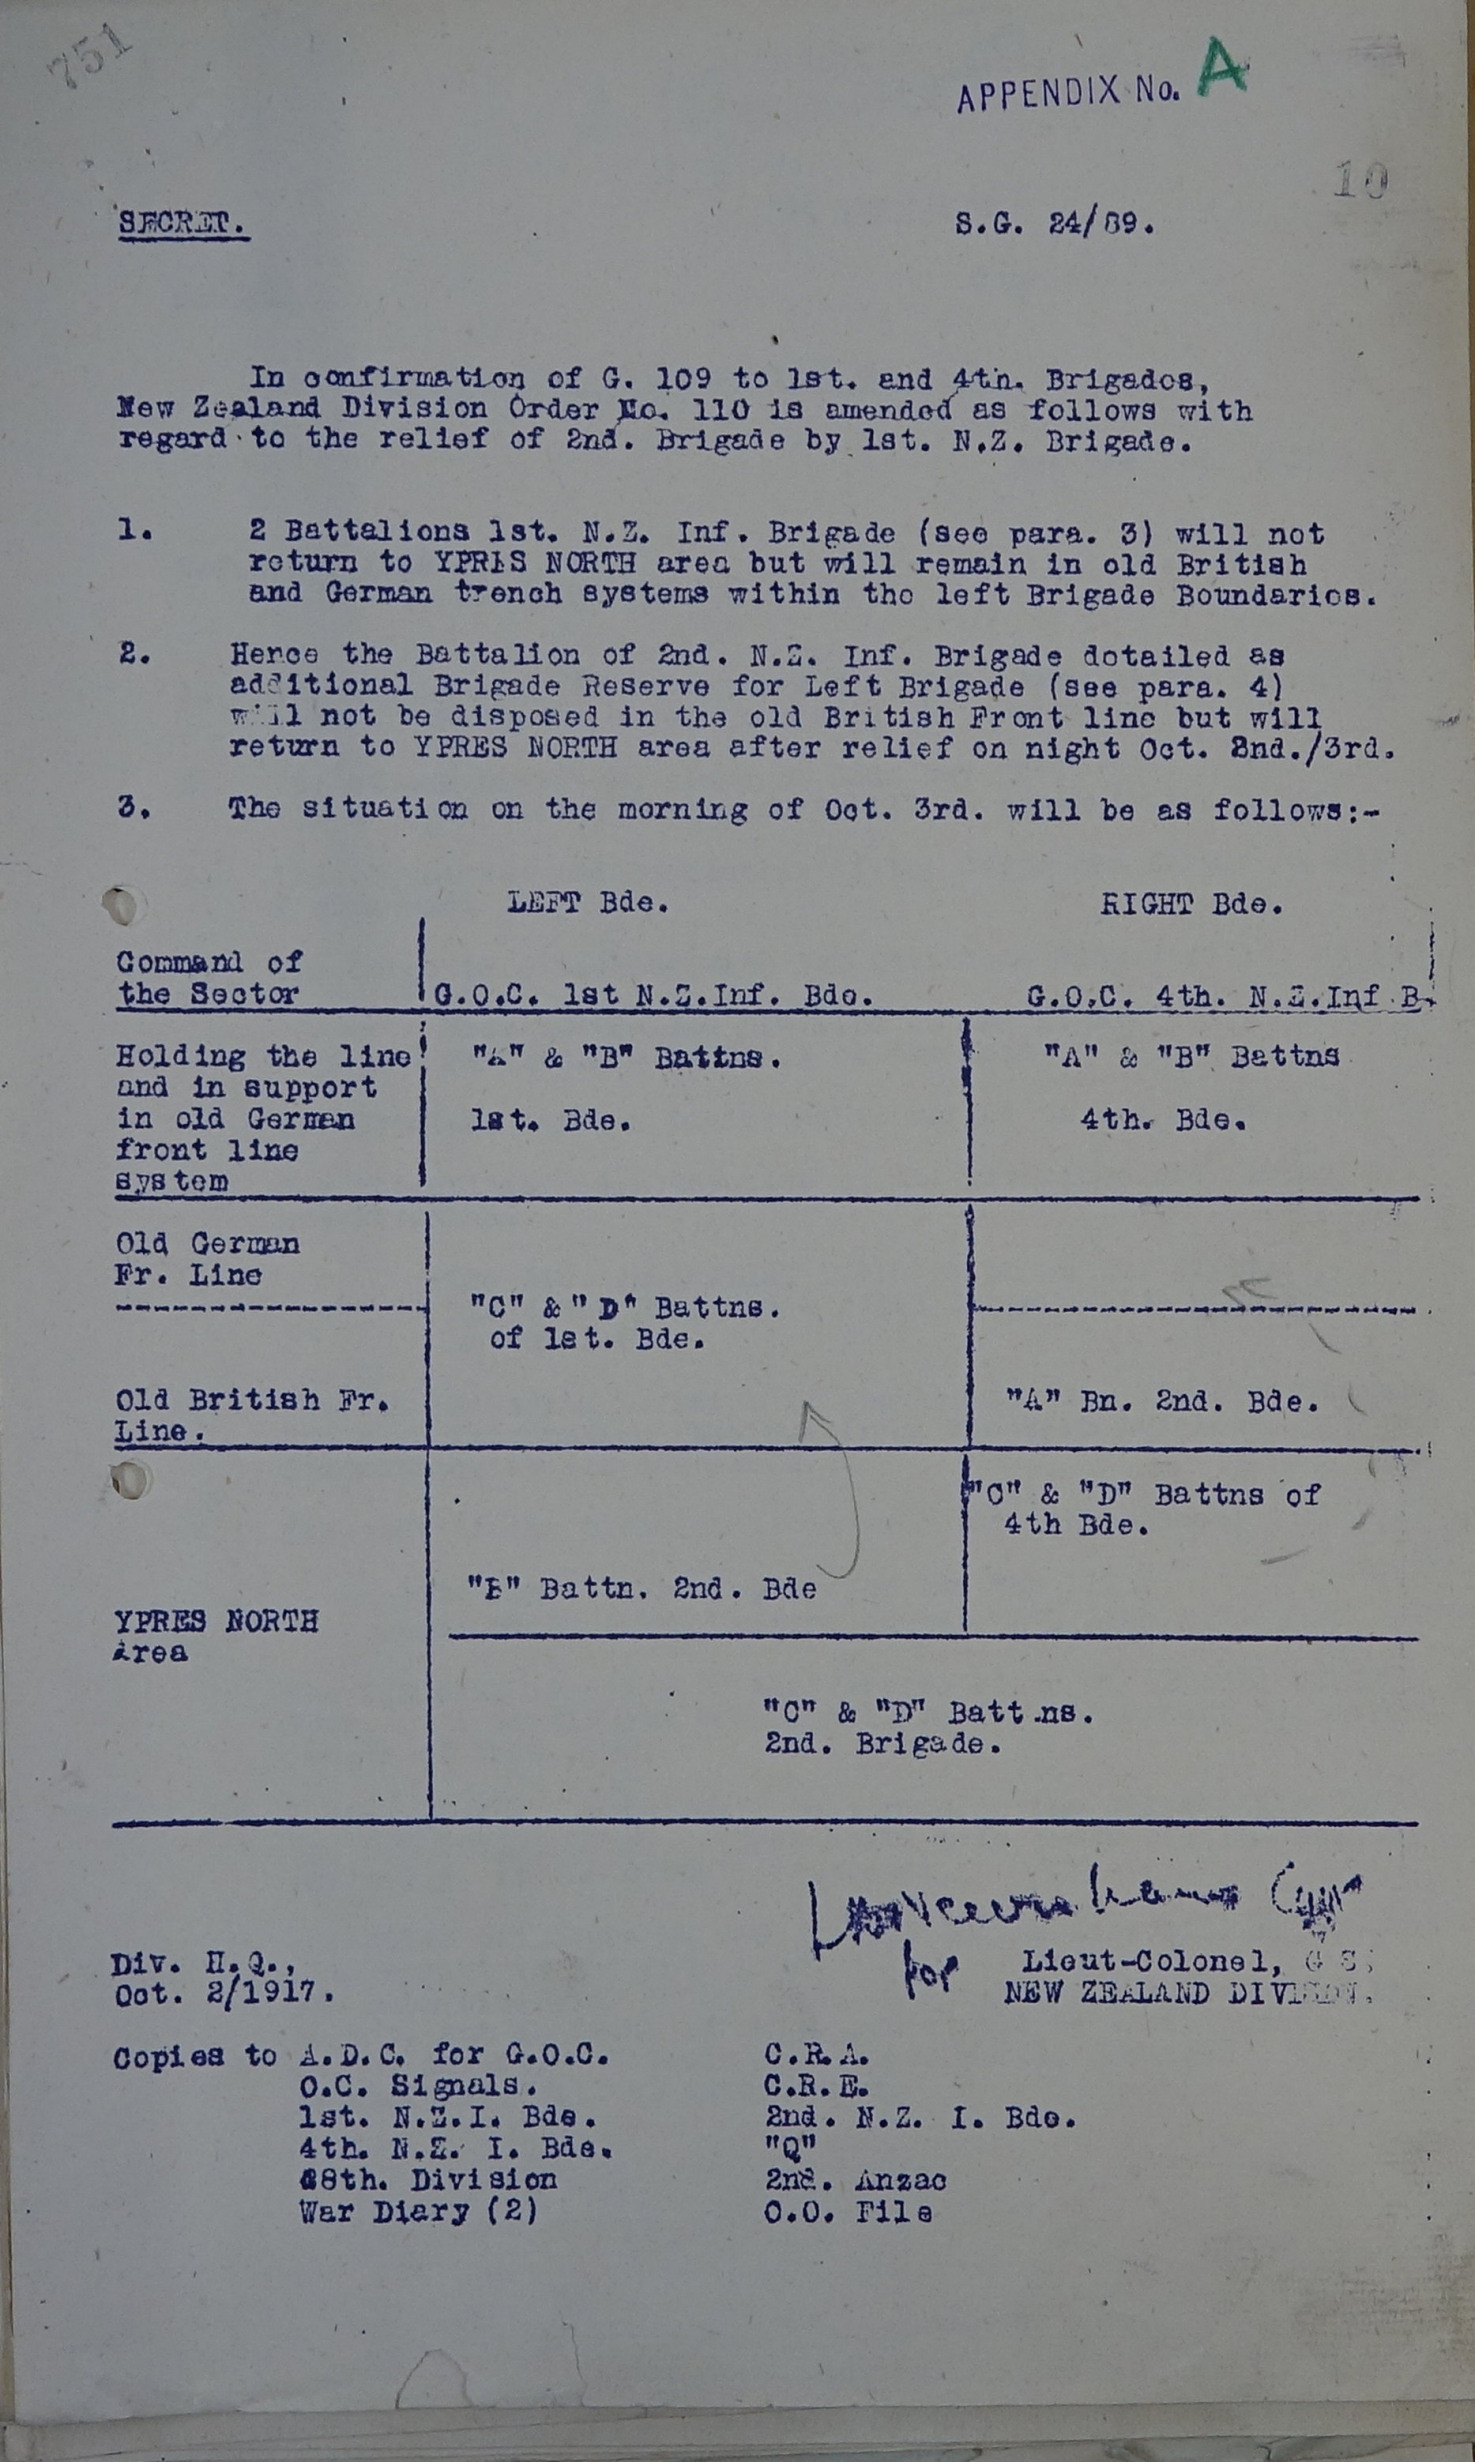 751
APPENDIX No. A
10
SECRET.
S.G. 24/89.
In confirmation of G. 109 to 1st. and 4th. Brigades,
New Zealand Division Order No. 110 is amended as follows with
regard to the relief of 2nd. Brigade by 1st. N.Z. Brigade.
1. 2 Battalions 1st. N.Z. Inf. Brigade (see para. 3) will not
return to YPRES NORTH area but will remain in old British
and German trench systems within the left Brigade Boundaries.
2. Hence the Battalion of 2nd. N.Z. Inf. Brigade detailed as
additional Brigade Reserve for Left Brigade (see para. 4)
will not be disposed in the old British Front line but will
return to YPRES NORTH area after relief on night Oct. 2nd./3rd.
3. The situation on the morning of Oct. 3rd. will be as follows:-
LEFT Bde. RIGHT Bde.
Command of
the Sector G.O.C. 1st N.Z.Inf. Bde. G.O.C. 4th. N.Z.Inf B
Holding the line "A" & "B" Battns. "A" & "B" Battns
and in support
in old German 1st. Bde. 4th. Bde.
front line
system
Old German
Fr. Line
"C" & "D" Battns.
of 1st. Bde.
Old British Fr. "A" Bn. 2nd. Bde.
Line.
"C" & "D" Battns of
4th Bde.
"B" Battn. 2nd. Bde
YPRES NORTH
Area
"C" & "D" Batt.ns.
2nd. Brigade.
for
Div. H.Q., Lieut-Colonel, G S,
Oct. 2/1917. NEW ZEALAND DIVISION.
Copies to A.D.C. for G.O.C. C.R.A.
O.C. Signals. C.R.E.
1st. N.Z.I. Bde. 2nd. N.Z. I. Bde.
4th. N.Z. I. Bde. "Q"
48th. Division 2nd. Anzac
War Diary (2) O.O. File